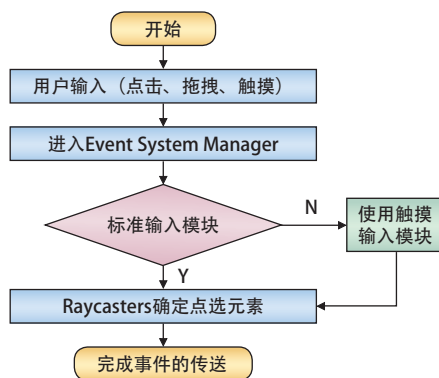 开始
用户输入（点击、拖拽、触摸）
进入Event System Manager
标准输入模块
N
使用触摸
输入模块
Y
Raycasters确定点选元素
完成事件的传送